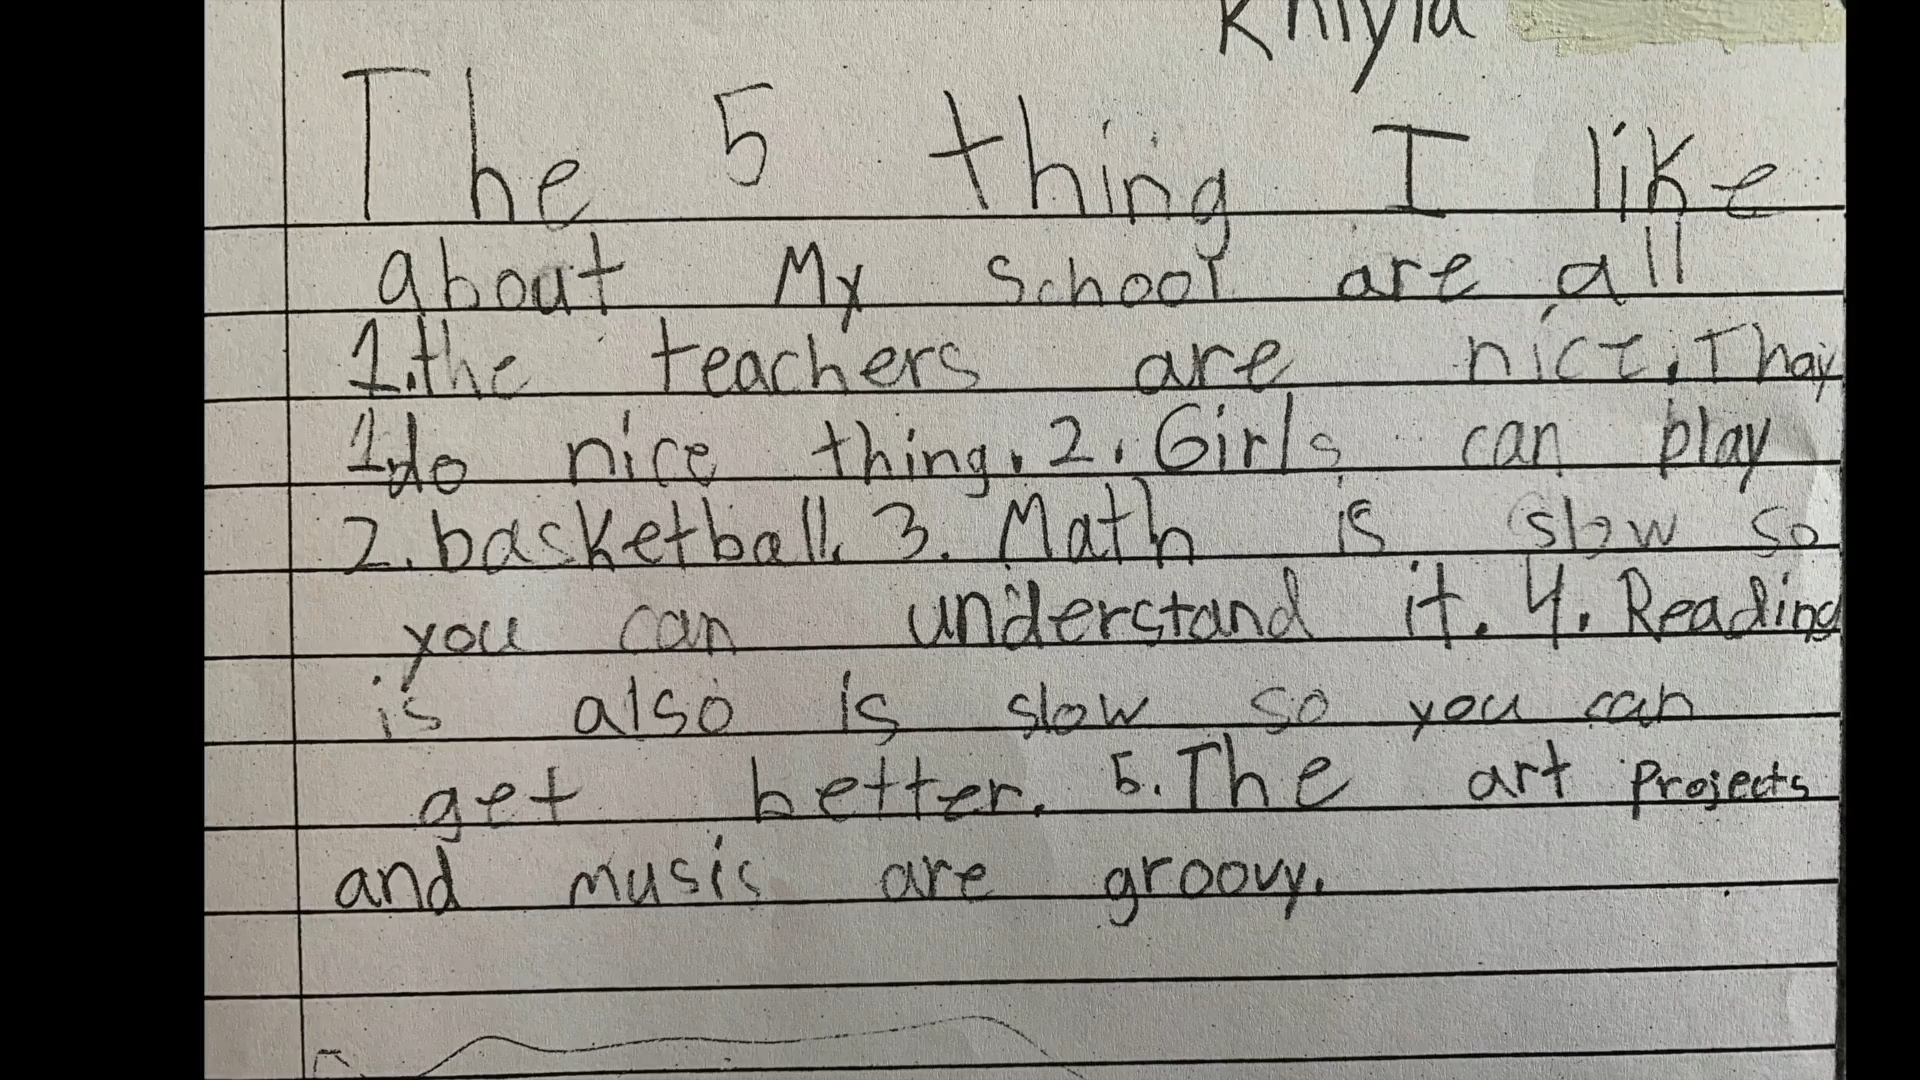 The 5 thing I like
about My school are all
1.the teachers are nice. Thay
1.do nice thing. 2. Girls can play
2.basketball. 3. Math is slow so
you can understand it. 4. Reading
is also is slow so you can
get better. 5. The art Projects
and music are groovy.